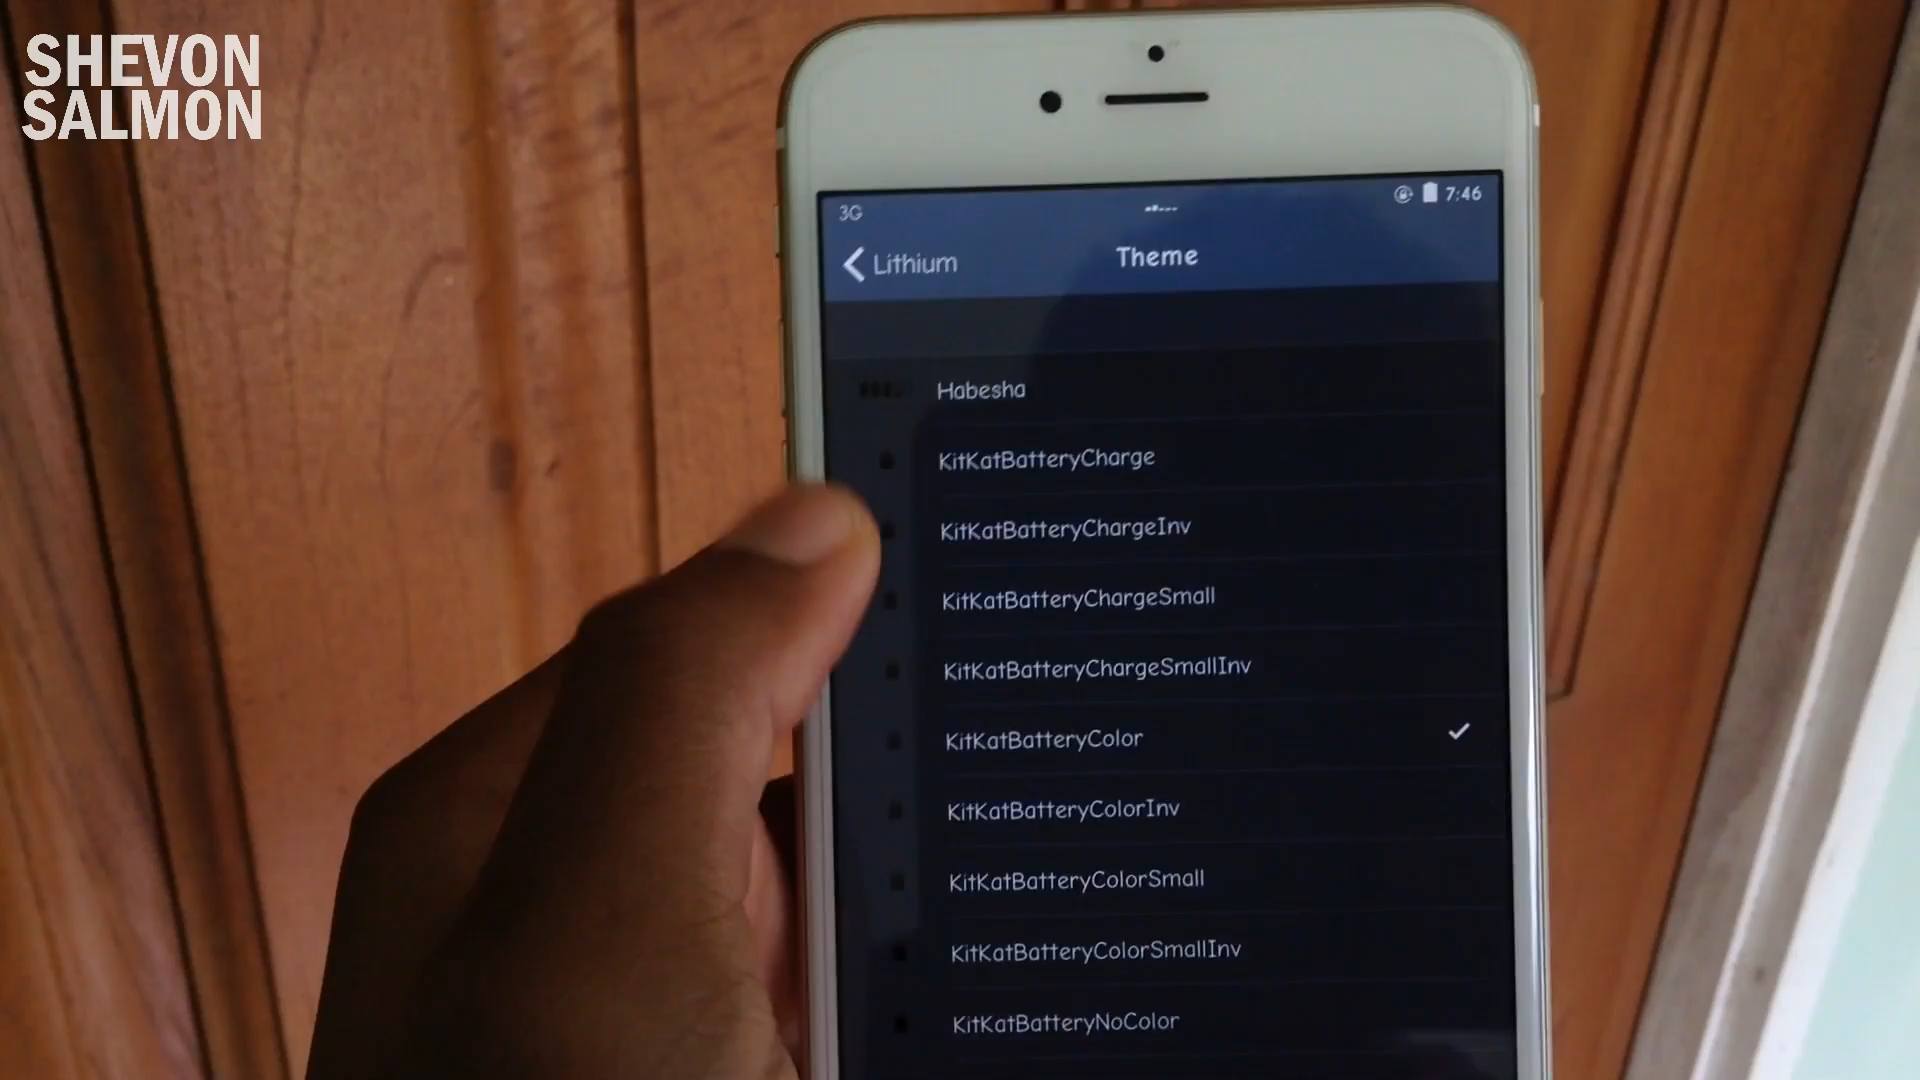 SHEVON
SALMON
3G
7:46
Lithium
Theme
Habesha
KitKatBatteryCharge
KitKatBatteryChargeInv
KitKatBatteryChargeSmall
KitKatBatteryChargeSmallInv
KitKatBatteryColor
KitKatBatteryColorInv
KitKatBatteryColorSmall
KitKatBatteryColorSmallInv
KitKatBatteryNoColor